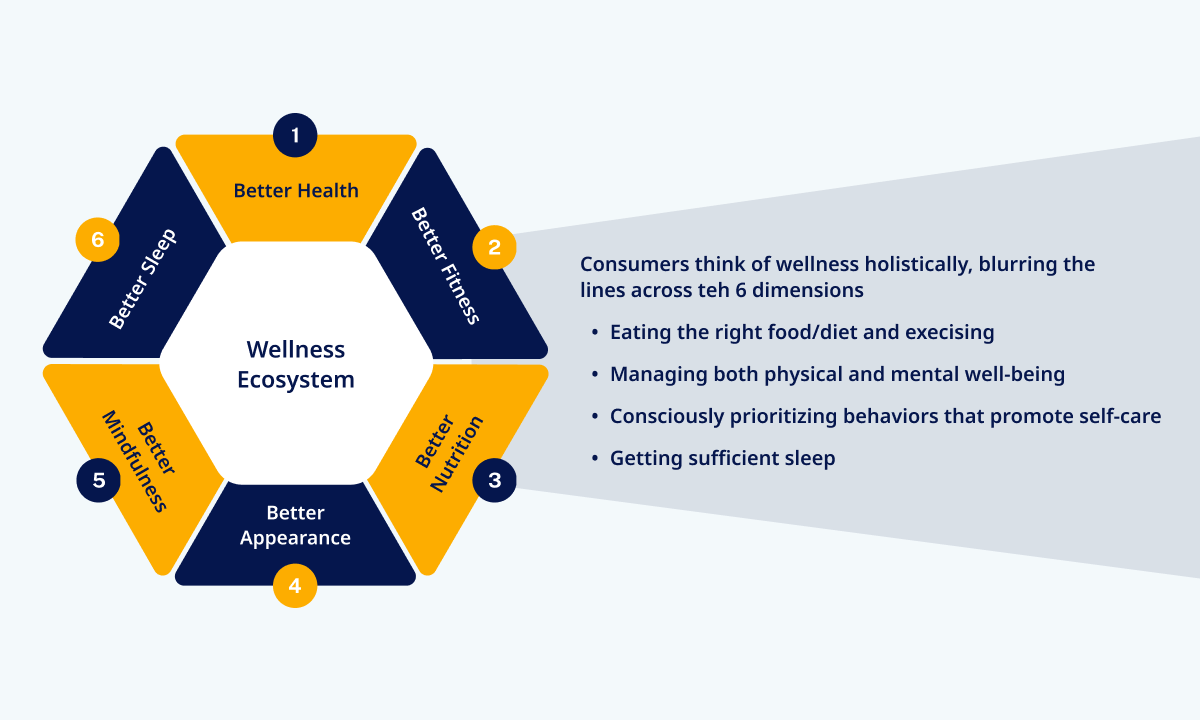 1
Better Health
2
Better Fitness
3
Better
Nutrition
4
Better
Appearance
5
Better
Mindfulness
6
Better Sleep
Wellness
Ecosystem
Consumers think of wellness holistically, blurring the
lines across teh 6 dimensions
• Eating the right food/diet and execising
• Managing both physical and mental well-being
• Consciously prioritizing behaviors that promote self-care
• Getting sufficient sleep